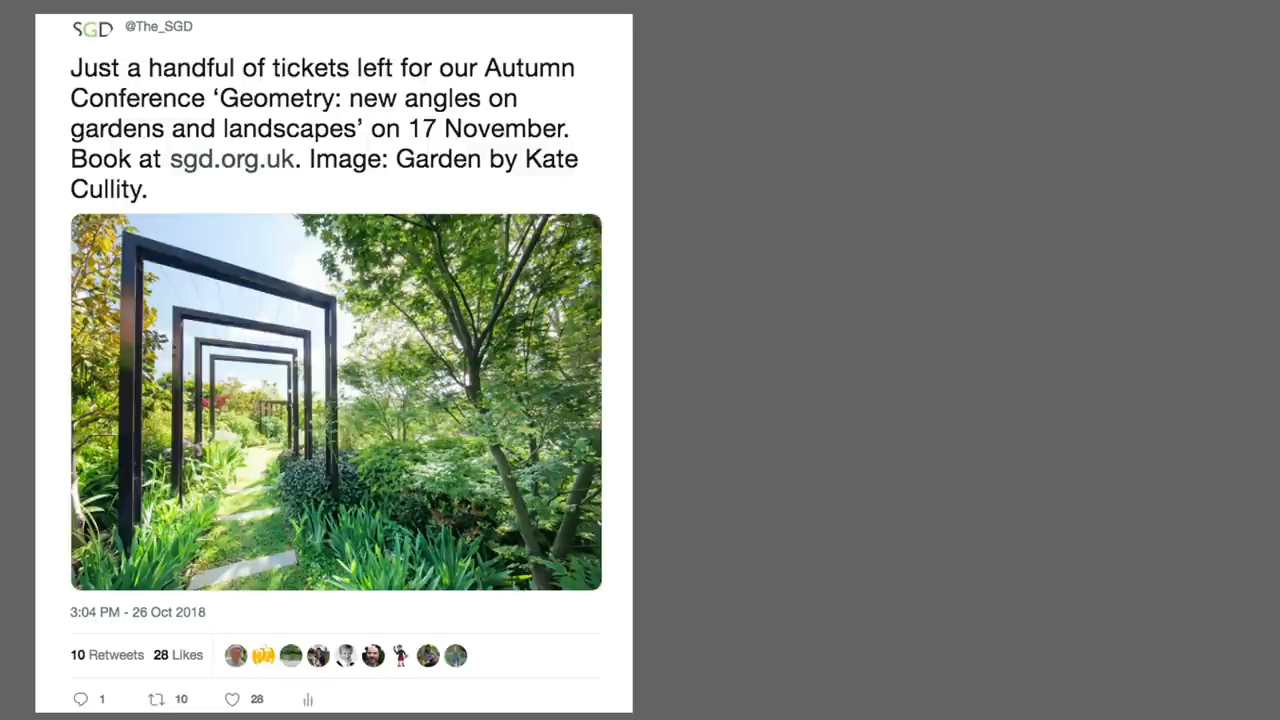 SGD @The_SGD
Just a handful of tickets left for our Autumn
Conference ‘Geometry: new angles on
gardens and landscapes’ on 17 November.
Book at sgd.org.uk. Image: Garden by Kate
Cullity.
3:04 PM - 26 Oct 2018
10 Retweets 28 Likes
1 10 28